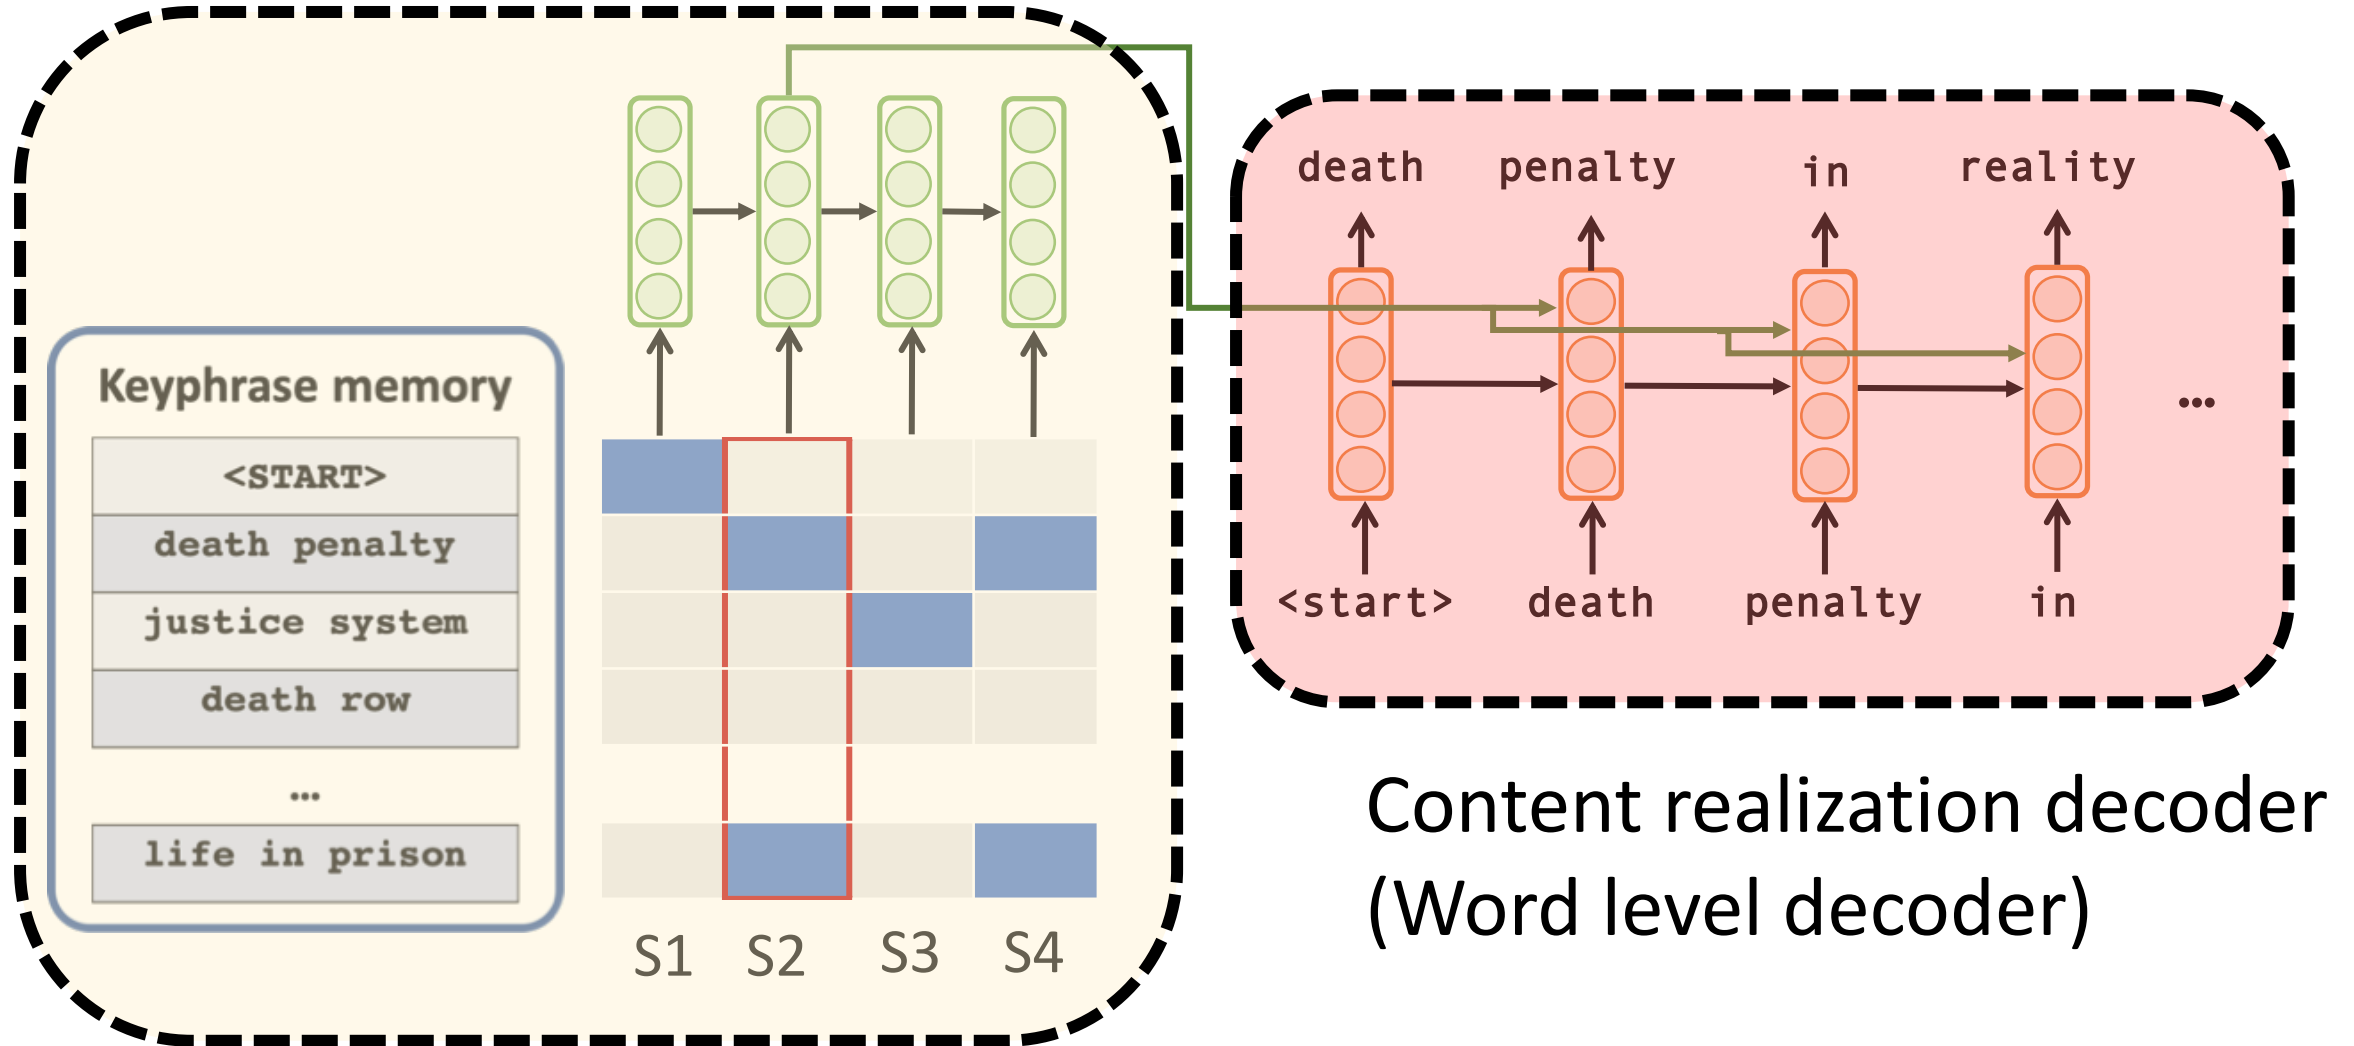 Keyphrase memory
<START>
death penalty
justice system
death row
...
life in prison
S1 S2 S3 S4
death penalty in reality
...
<start> death penalty in
Content realization decoder
(Word level decoder)